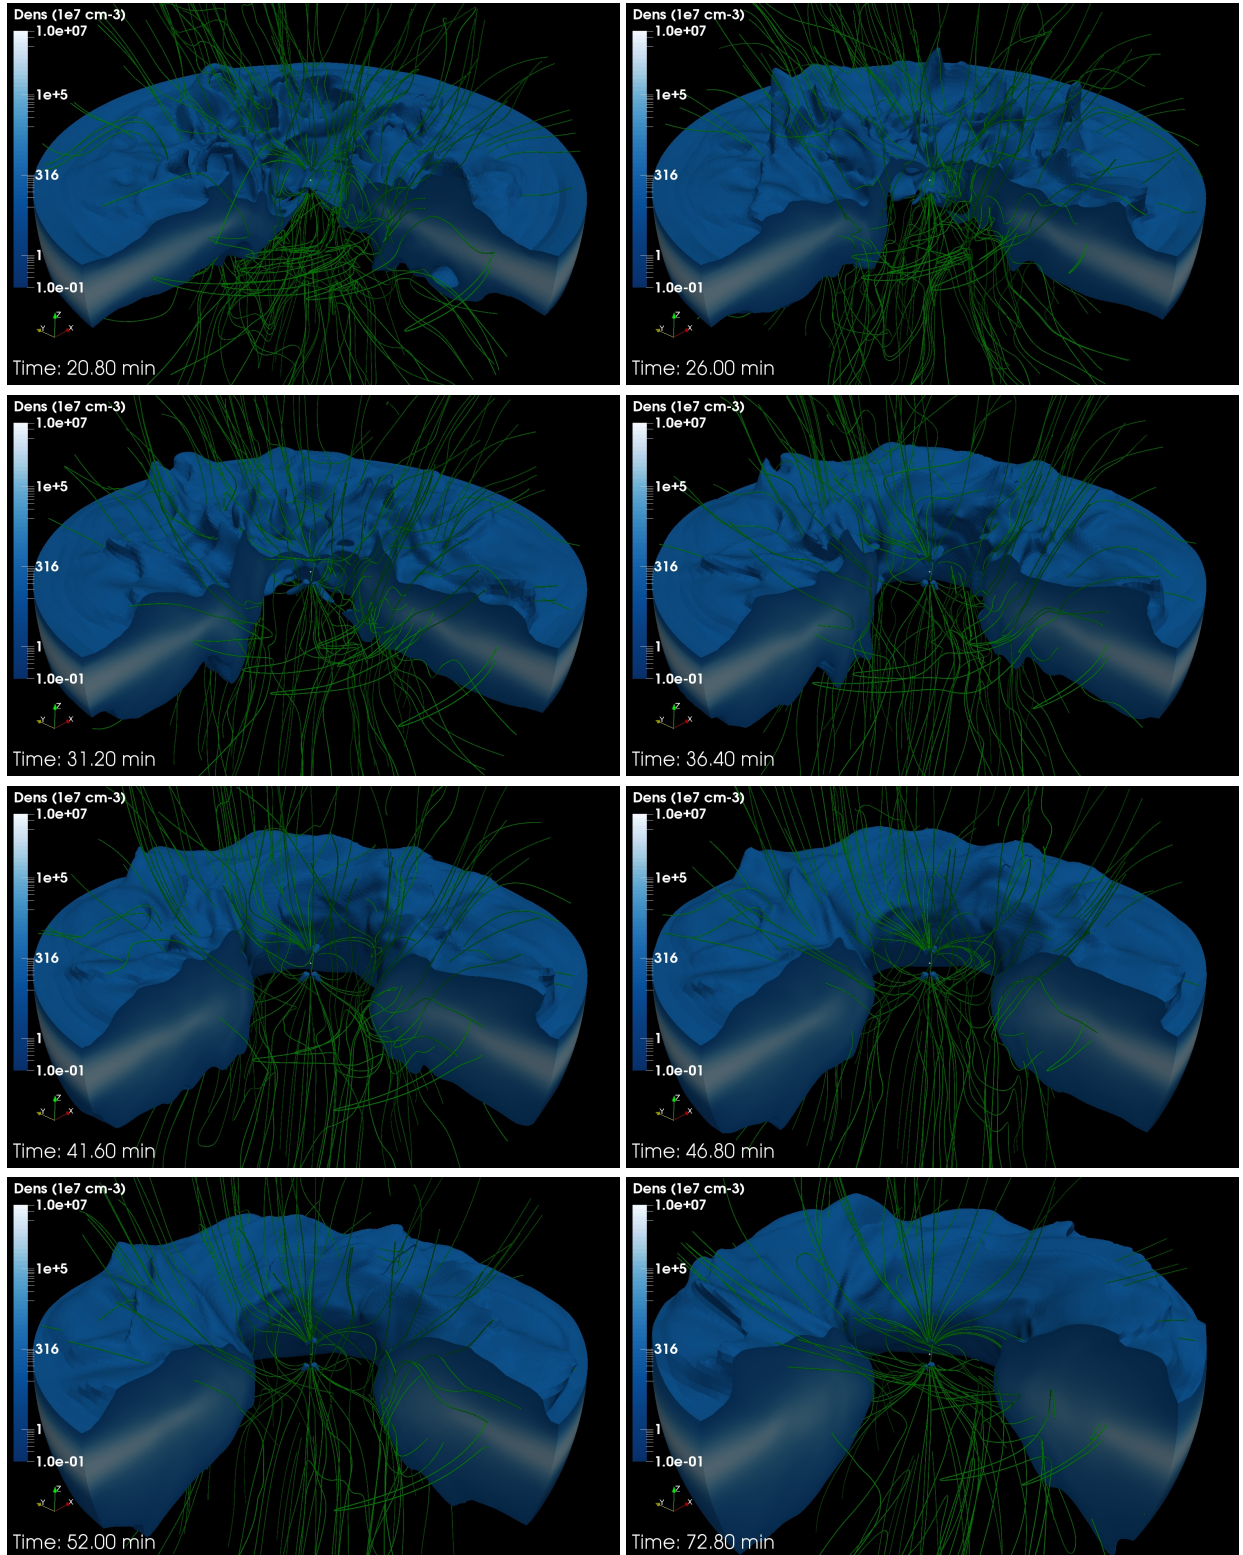 Dens (1e7 cm-3)
1.0e+07
1e+5
316
1
1.0e-01
Z
Y X
Time: 20.80 min
Dens (1e7 cm-3)
1.0e+07
1e+5
316
1
1.0e-01
Z
Y X
Time: 26.00 min
Dens (1e7 cm-3)
1.0e+07
1e+5
316
1
1.0e-01
Z
Y X
Time: 31.20 min
Dens (1e7 cm-3)
1.0e+07
1e+5
316
1
1.0e-01
Z
Y X
Time: 36.40 min
Dens (1e7 cm-3)
1.0e+07
1e+5
316
1
1.0e-01
Z
Y X
Time: 41.60 min
Dens (1e7 cm-3)
1.0e+07
1e+5
316
1
1.0e-01
Z
Y X
Time: 46.80 min
Dens (1e7 cm-3)
1.0e+07
1e+5
316
1
1.0e-01
Z
Y X
Time: 52.00 min
Dens (1e7 cm-3)
1.0e+07
1e+5
316
1
1.0e-01
Z
Y X
Time: 72.80 min